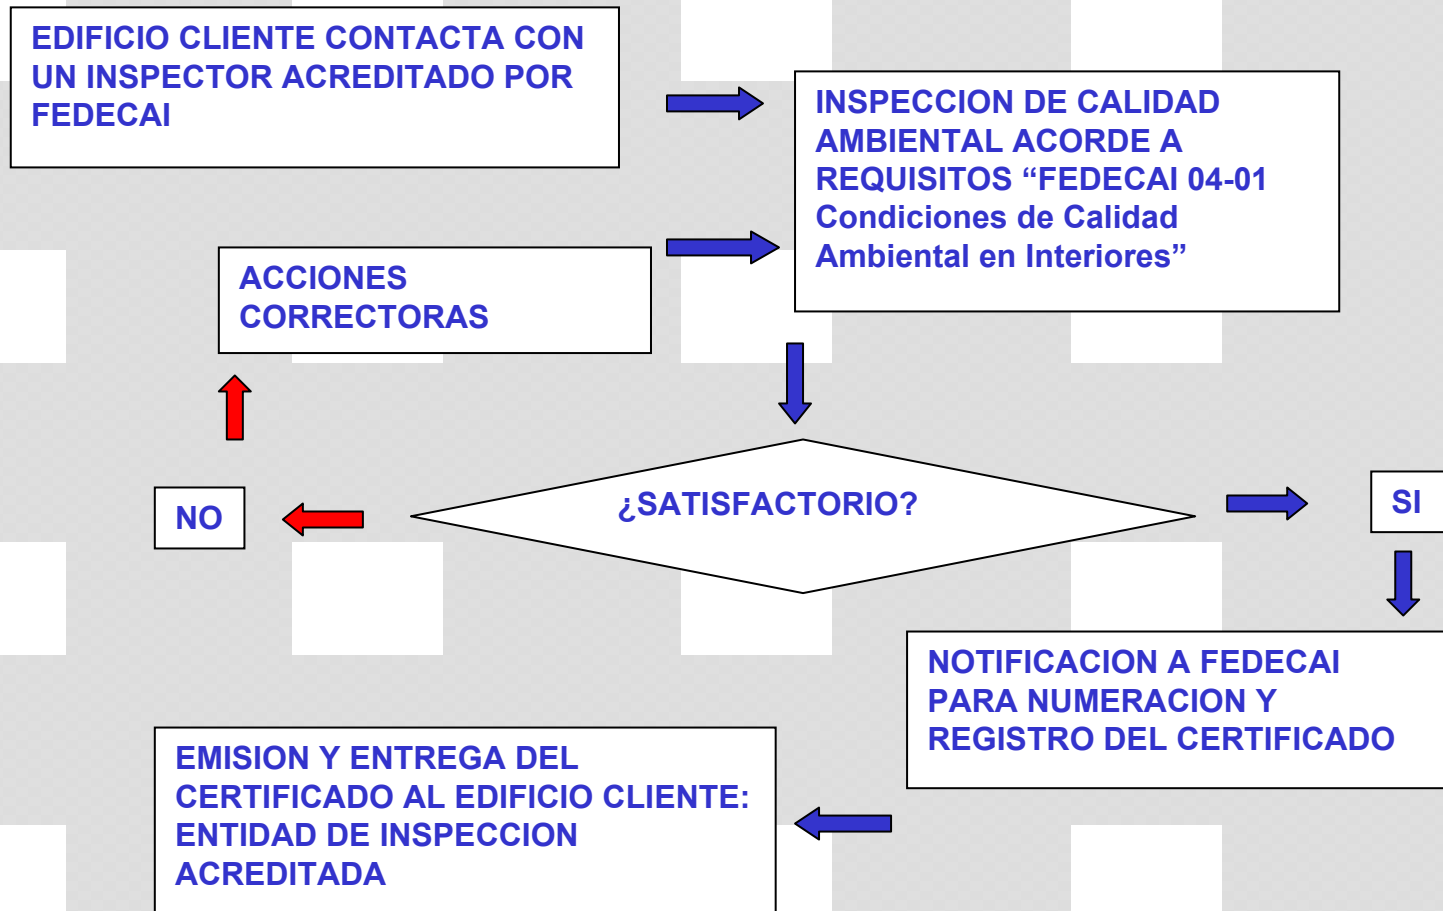 EDIFICIO CLIENTE CONTACTA CON
UN INSPECTOR ACREDITADO POR
FEDECAI
INSPECCION DE CALIDAD
AMBIENTAL ACORDE A
REQUISITOS “FEDECAI 04-01
Condiciones de Calidad
Ambiental en Interiores”
ACCIONES
CORRECTORAS
¿SATISFACTORIO?
NO
SI
NOTIFICACION A FEDECAI
PARA NUMERACION Y
REGISTRO DEL CERTIFICADO
EMISION Y ENTREGA DEL
CERTIFICADO AL EDIFICIO CLIENTE:
ENTIDAD DE INSPECCION
ACREDITADA